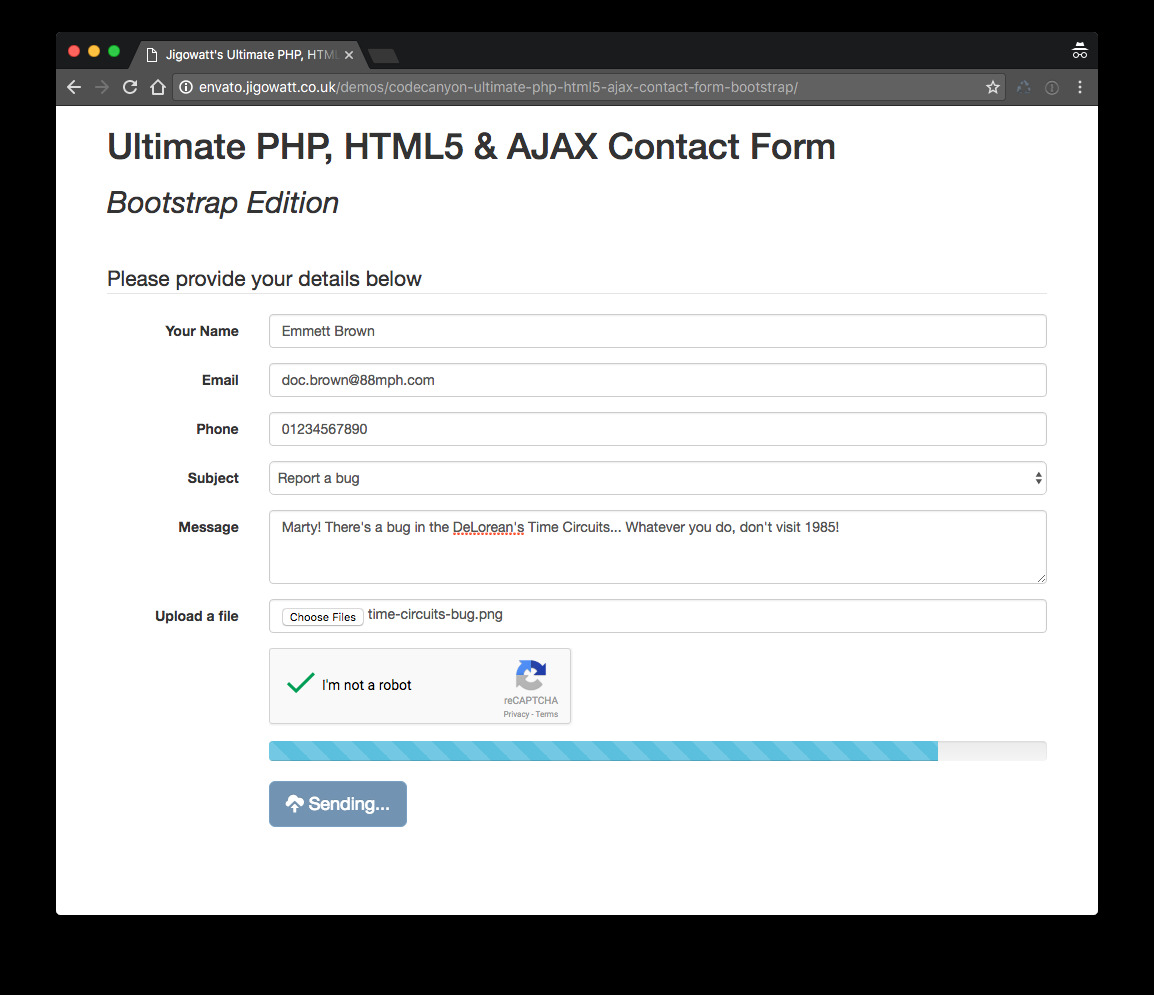 Jigowatt's Ultimate PHP, HTML
envato.jigowatt.co.uk/demos/codecanyon-ultimate-php-html5-ajax-contact-form-bootstrap/
Ultimate PHP, HTML5 & AJAX Contact Form
Bootstrap Edition
Please provide your details below
Your Name
Emmett Brown
Email
doc.brown@88mph.com
Phone
01234567890
Subject
Report a bug
Message
Marty! There's a bug in the DeLorean's Time Circuits... Whatever you do, don't visit 1985!
Upload a file
Choose Files time-circuits-bug.png
I'm not a robot
reCAPTCHA
Privacy - Terms
Sending...